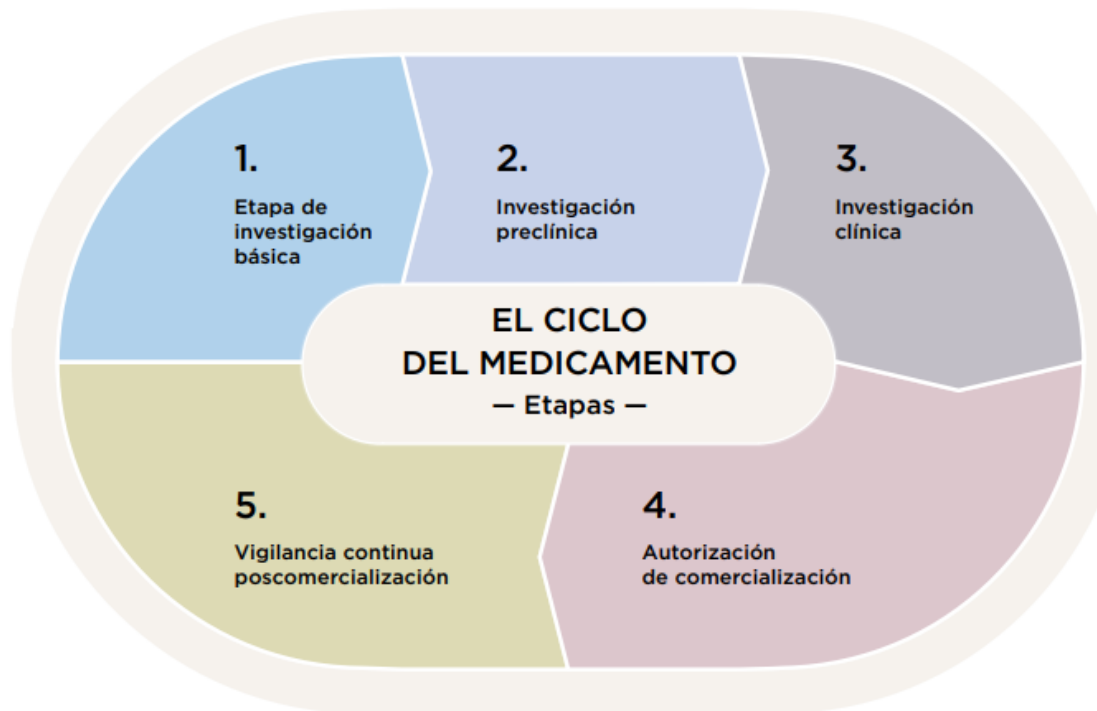 1.
Etapa de
investigación
básica
2.
Investigación
preclínica
3.
Investigación
clínica
EL CICLO
DEL MEDICAMENTO
— Etapas —
5.
Vigilancia continua
poscomercialización
4.
Autorización
de comercialización